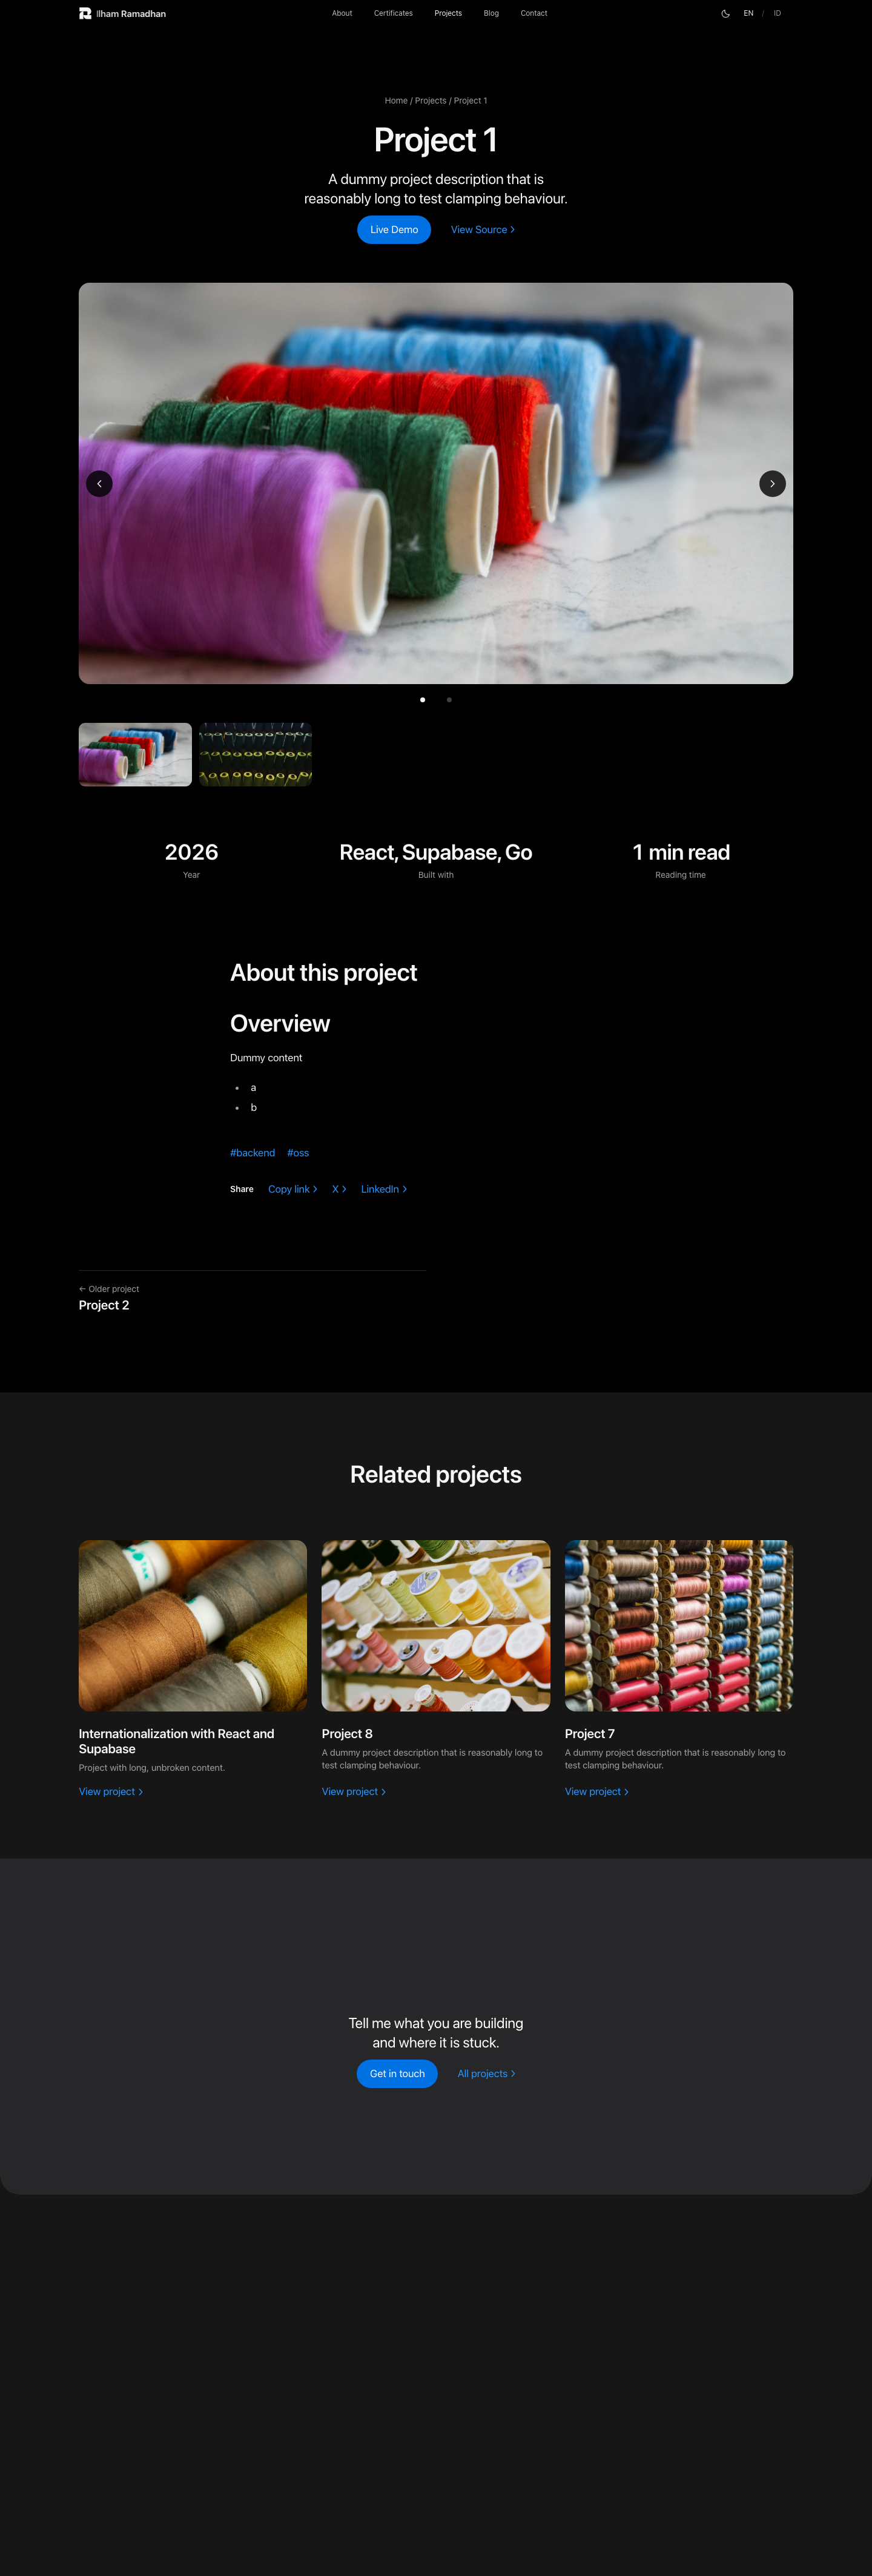 Ilham Ramadhan
About
Certificates
Projects
Blog
Contact
EN / ID
Home / Projects / Project 1
Project 1
A dummy project description that is
reasonably long to test clamping behaviour.
Live Demo
View Source
2026
Year
React, Supabase, Go
Built with
1 min read
Reading time
About this project
Overview
Dummy content
a
b
#backend #oss
Share Copy link X LinkedIn
← Older project
Project 2
Related projects
Internationalization with React and
Supabase
Project with long, unbroken content.
View project
Project 8
A dummy project description that is reasonably long to
test clamping behaviour.
View project
Project 7
A dummy project description that is reasonably long to
test clamping behaviour.
View project
Tell me what you are building
and where it is stuck.
Get in touch
All projects